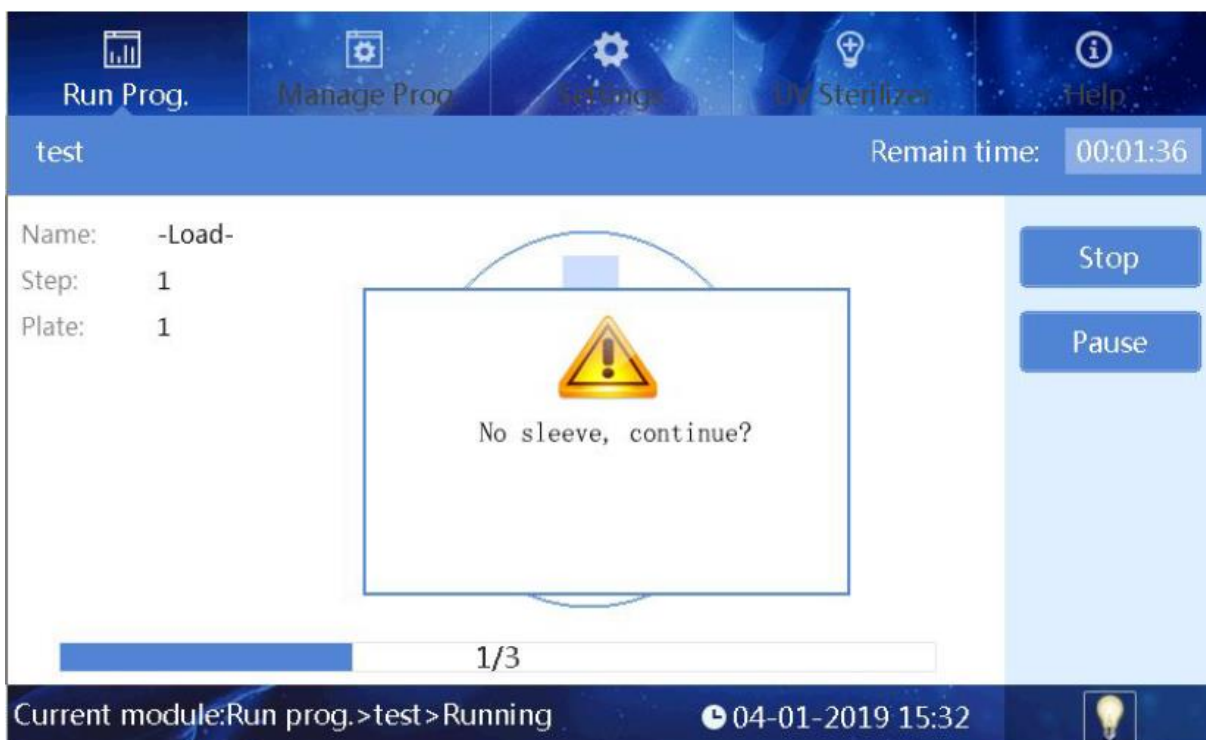 Run Prog.
Manage Prog.
Settings
UV Sterilizer
Help
test
Remain time: 00:01:36
Name: -Load-
Step: 1
Plate: 1
Stop
Pause
No sleeve, continue?
1/3
Current module:Run prog.>test>Running
04-01-2019 15:32